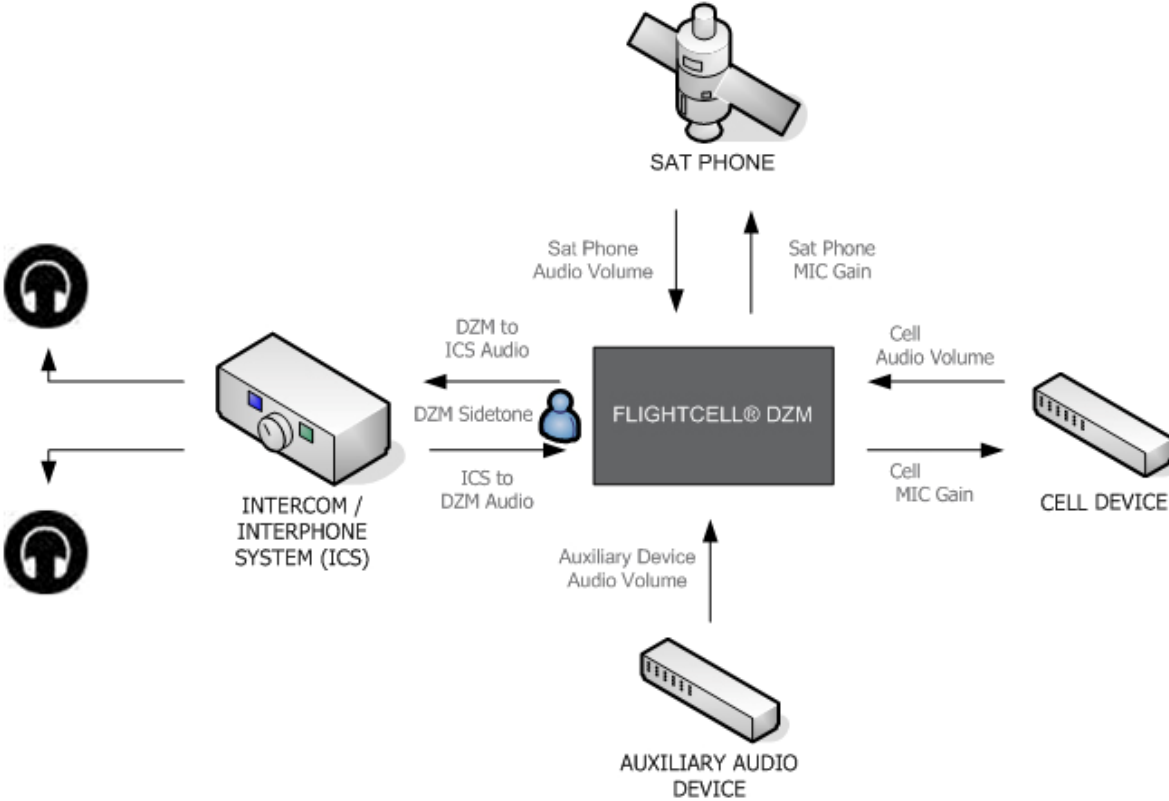 SAT PHONE
Sat Phone
Audio Volume
Sat Phone
MIC Gain
DZM to
ICS Audio
DZM Sidetone
ICS to
DZM Audio
FLIGHTCELL® DZM
Cell
Audio Volume
Cell
MIC Gain
CELL DEVICE
INTERCOM /
INTERPHONE
SYSTEM (ICS)
Auxiliary Device
Audio Volume
AUXILIARY AUDIO
DEVICE